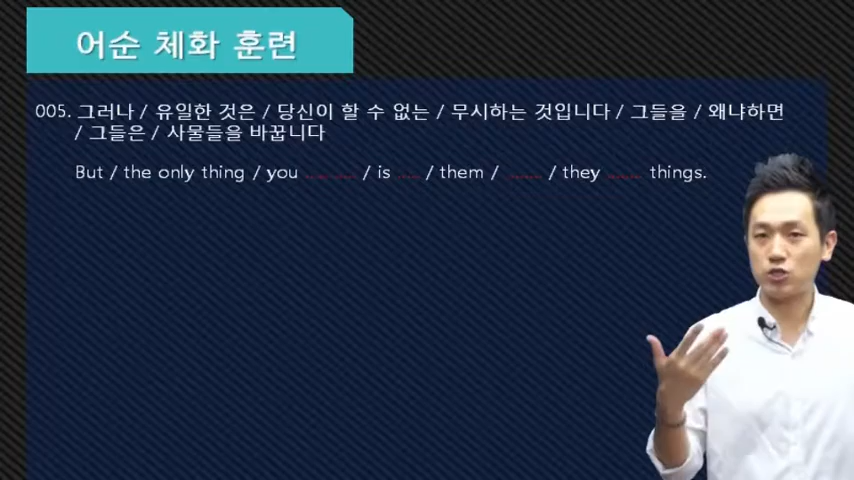 어순 체화 훈련
005. 그러나 / 유일한 것은 / 당신이 할 수 없는 / 무시하는 것입니다 / 그들을 / 왜냐하면
/ 그들은 / 사물들을 바꿉니다
But / the only thing / you ........... / is ..... / them / ....... / they ....... things.